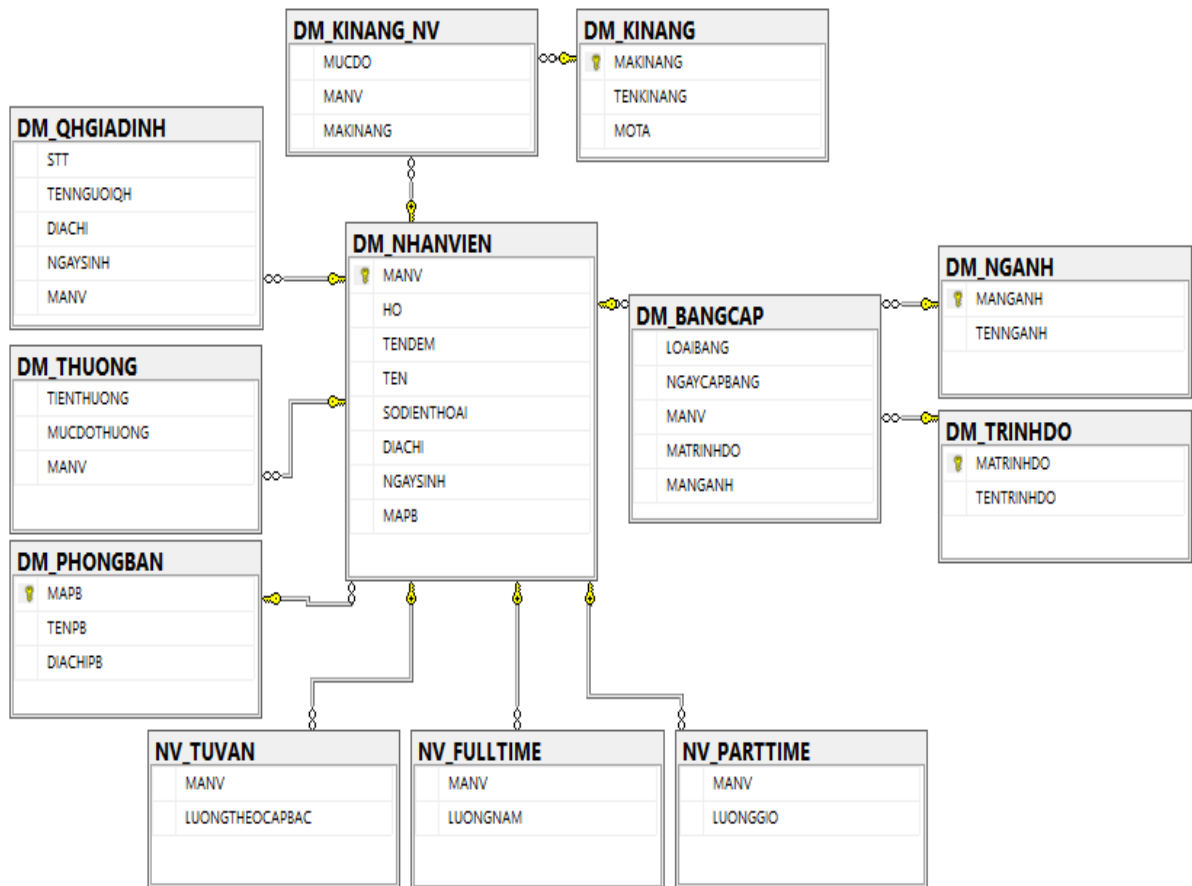 DM_KINANG_NV
MUCDO
MANV
MAKINANG
DM_KINANG
MAKINANG
TENKINANG
MOTA
DM_QHGIADINH
STT
TENNGUOIQH
DIACHI
NGAYSINH
MANV
DM_NHANVIEN
MANV
HO
TENDEM
TEN
SODIENTHOAI
DIACHI
NGAYSINH
MAPB
DM_BANGCAP
LOAIBANG
NGAYCAPBANG
MANV
MATRINHDO
MANGANH
DM_NGANH
MANGANH
TENNGANH
DM_THUONG
TIENTHUONG
MUCDOTHUONG
MANV
DM_TRINHDO
MATRINHDO
TENTRINHDO
DM_PHONGBAN
MAPB
TENPB
DIACHIPB
NV_TUVAN
MANV
LUONGTHEOCAPBAC
NV_FULLTIME
MANV
LUONGNAM
NV_PARTTIME
MANV
LUONGGIO